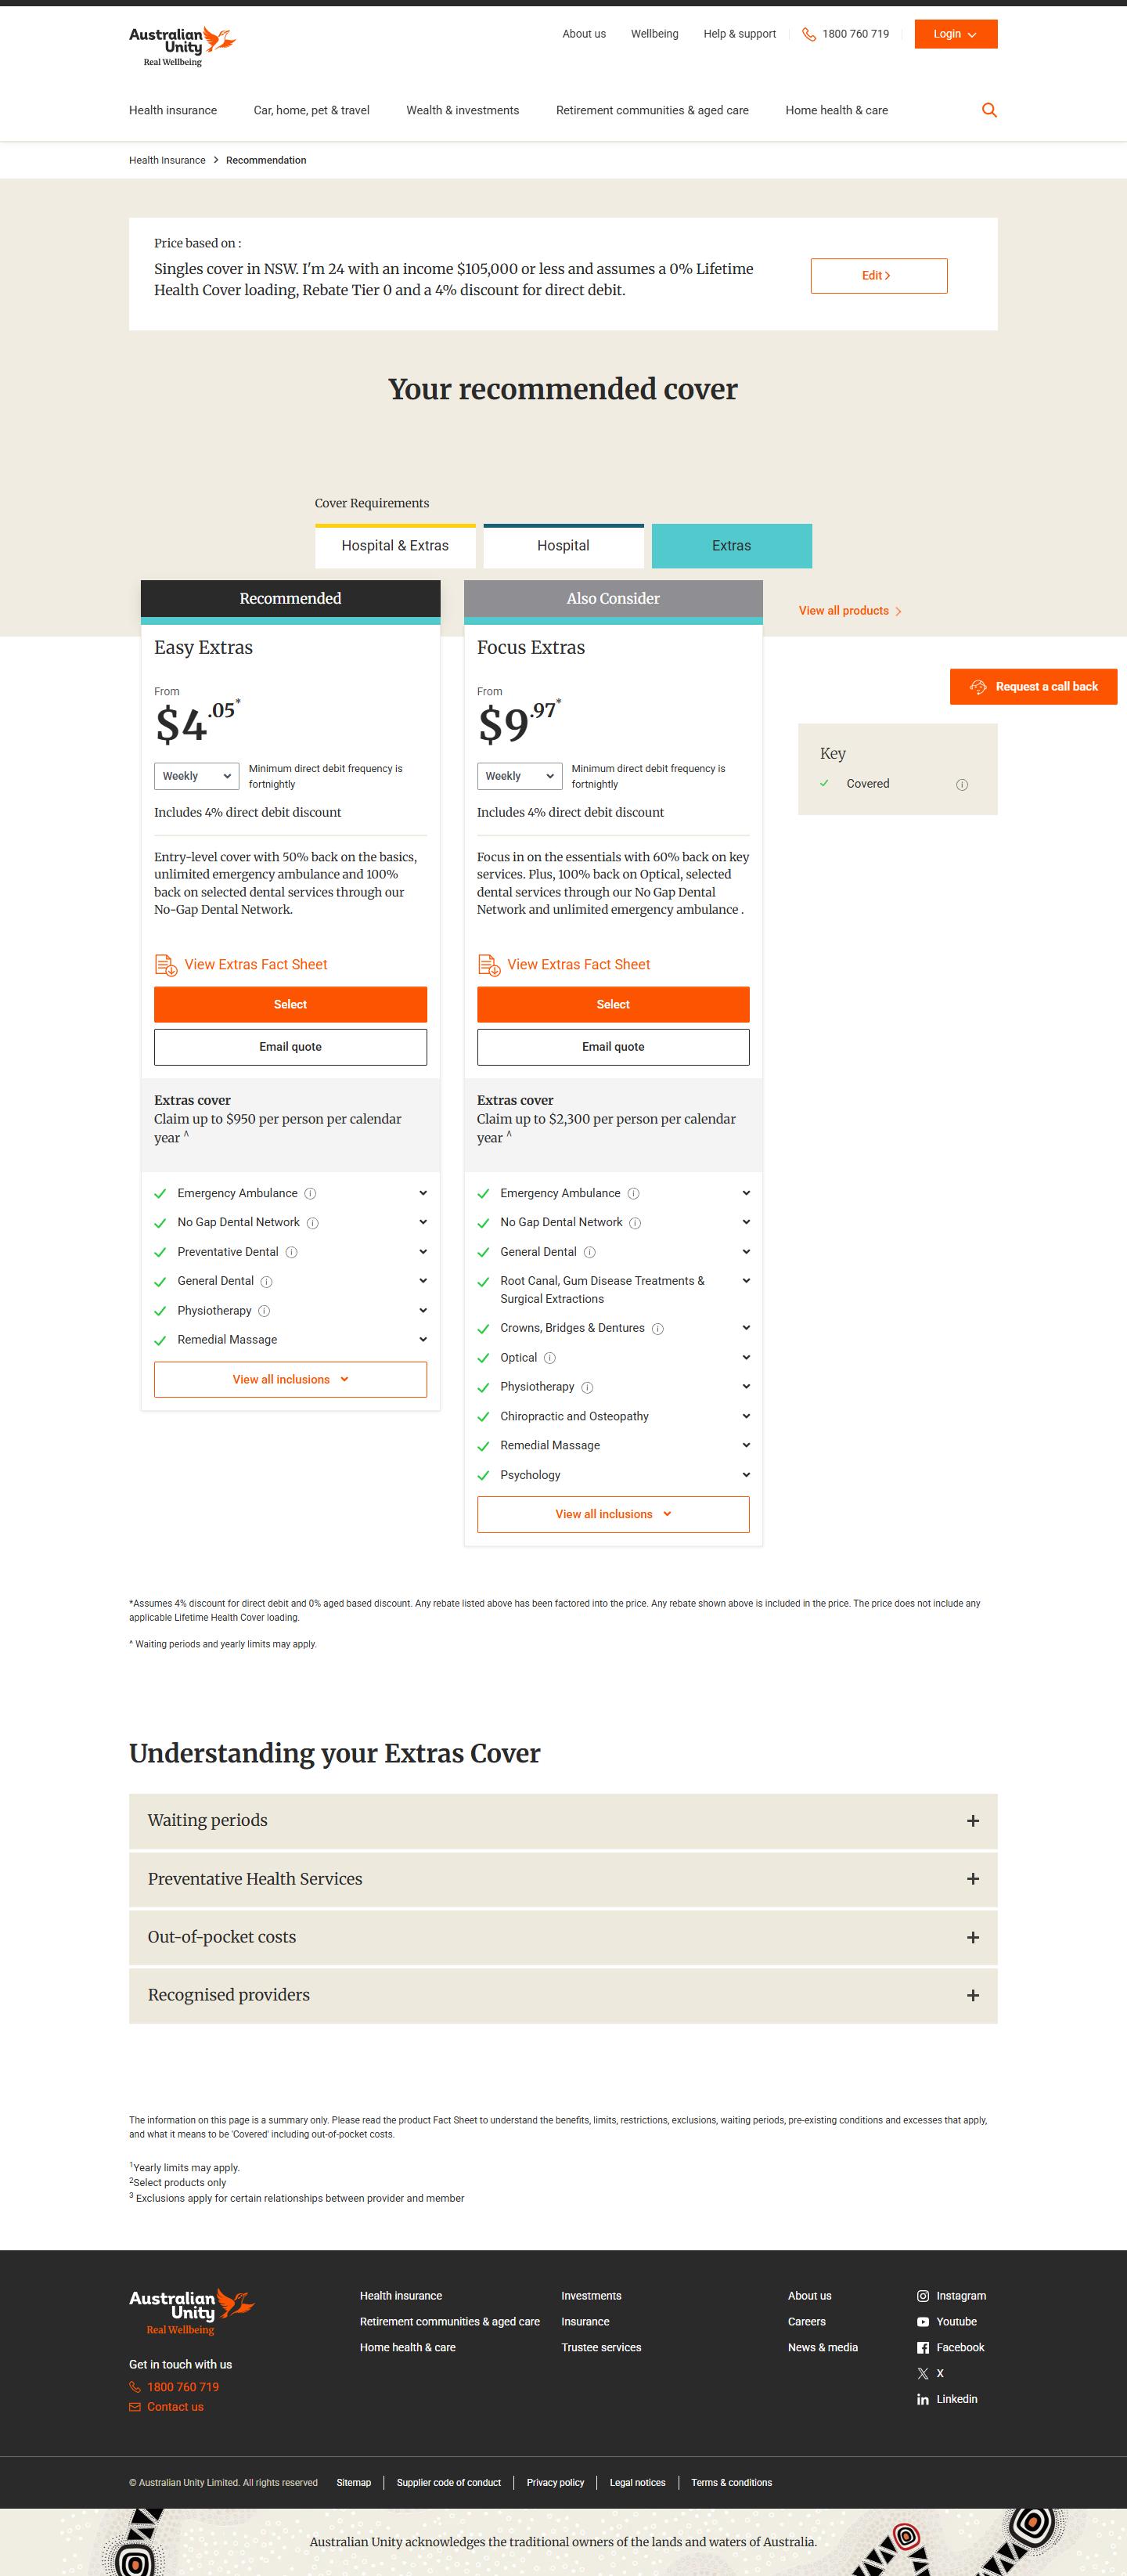 Australian
Unity
Real Wellbeing
About us
Wellbeing
Help & support
1800 760 719
Login
Health insurance
Car, home, pet & travel
Wealth & investments
Retirement communities & aged care
Home health & care
Health Insurance
Recommendation
Price based on :
Singles cover in NSW. I'm 24 with an income $105,000 or less and assumes a 0% Lifetime
Health Cover loading, Rebate Tier 0 and a 4% discount for direct debit.
Edit
Your recommended cover
Cover Requirements
Hospital & Extras
Hospital
Extras
Recommended
Easy Extras
From
$4.05*
Weekly
Minimum direct debit frequency is
fortnightly
Includes 4% direct debit discount
Entry-level cover with 50% back on the basics,
unlimited emergency ambulance and 100%
back on selected dental services through our
No-Gap Dental Network.
View Extras Fact Sheet
Select
Email quote
Extras cover
Claim up to $950 per person per calendar
year ^
Emergency Ambulance
No Gap Dental Network
Preventative Dental
General Dental
Physiotherapy
Remedial Massage
View all inclusions
Also Consider
Focus Extras
From
$9.97*
Weekly
Minimum direct debit frequency is
fortnightly
Includes 4% direct debit discount
Focus in on the essentials with 60% back on key
services. Plus, 100% back on Optical, selected
dental services through our No Gap Dental
Network and unlimited emergency ambulance .
View Extras Fact Sheet
Select
Email quote
Extras cover
Claim up to $2,300 per person per calendar
year ^
Emergency Ambulance
No Gap Dental Network
General Dental
Root Canal, Gum Disease Treatments &
Surgical Extractions
Crowns, Bridges & Dentures
Optical
Physiotherapy
Chiropractic and Osteopathy
Remedial Massage
Psychology
View all inclusions
View all products
Request a call back
Key
Covered
*Assumes 4% discount for direct debit and 0% aged based discount. Any rebate listed above has been factored into the price. Any rebate shown above is included in the price. The price does not include any
applicable Lifetime Health Cover loading.
^ Waiting periods and yearly limits may apply.
Understanding your Extras Cover
Waiting periods
Preventative Health Services
Out-of-pocket costs
Recognised providers
The information on this page is a summary only. Please read the product Fact Sheet to understand the benefits, limits, restrictions, exclusions, waiting periods, pre-existing conditions and excesses that apply,
and what it means to be 'Covered' including out-of-pocket costs.
1Yearly limits may apply.
2Select products only
3 Exclusions apply for certain relationships between provider and member
Australian
Unity
Real Wellbeing
Get in touch with us
1800 760 719
Contact us
Health insurance
Retirement communities & aged care
Home health & care
Investments
Insurance
Trustee services
About us
Careers
News & media
Instagram
Youtube
Facebook
X
Linkedin
© Australian Unity Limited. All rights reserved
Sitemap
Supplier code of conduct
Privacy policy
Legal notices
Terms & conditions
Australian Unity acknowledges the traditional owners of the lands and waters of Australia.